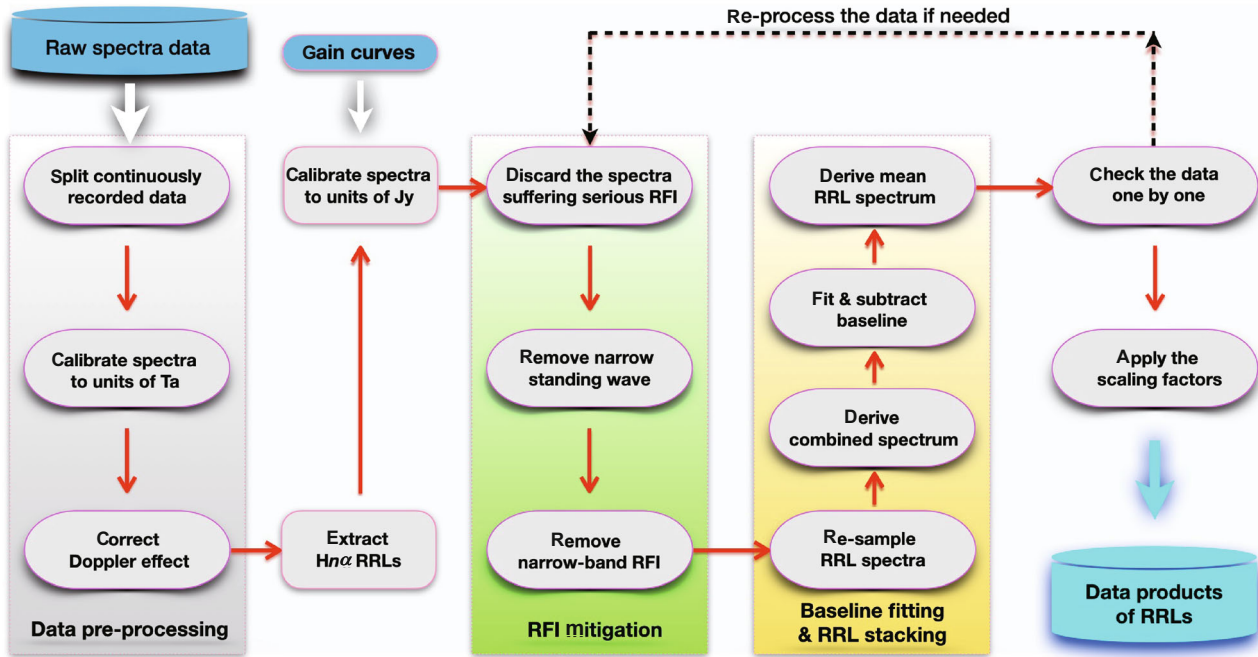 Re-process the data if needed
Raw spectra data
Gain curves
Split continuously
recorded data
Calibrate spectra
to units of Ta
Correct
Doppler effect
Data pre-processing
Extract
Hnα RRLs
Calibrate spectra
to units of Jy
Discard the spectra
suffering serious RFI
Remove narrow
standing wave
Remove
narrow-band RFI
RFI mitigation
Re-sample
RRL spectra
Derive
combined spectrum
Fit & subtract
baseline
Derive mean
RRL spectrum
Baseline fitting
& RRL stacking
Check the data
one by one
Apply the
scaling factors
Data products
of RRLs